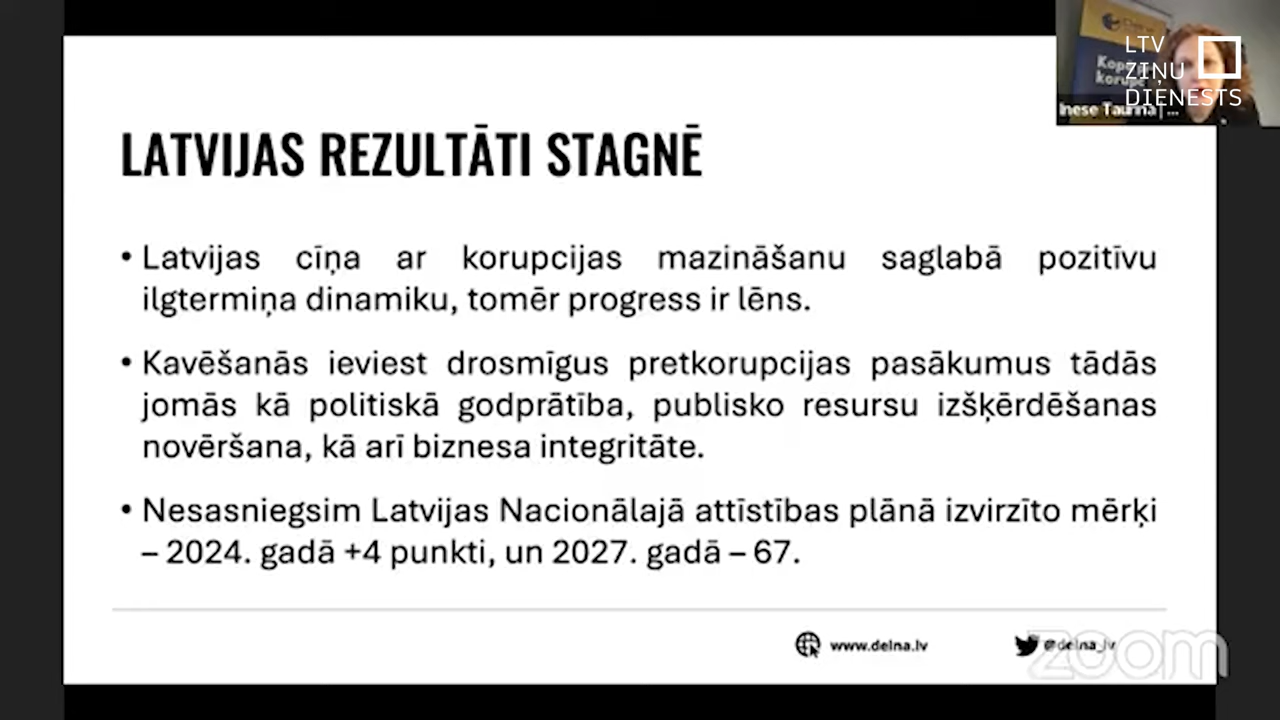 LTV
ZIŅU
DIENESTS
Inese Tauriņa | ...
LATVIJAS REZULTĀTI STAGNĒ
• Latvijas cīņa ar korupcijas mazināšanu saglabā pozitīvu
ilgtermiņa dinamiku, tomēr progress ir lēns.
• Kavēšanās ieviest drosmīgus pretkorupcijas pasākumus tādās
jomās kā politiskā godprātība, publisko resursu izšķērdēšanas
novēršana, kā arī biznesa integritāte.
• Nesasniegsim Latvijas Nacionālajā attīstības plānā izvirzīto mērķi
– 2024. gadā +4 punkti, un 2027. gadā – 67.
www.delna.lv
@delna_lv
zoom